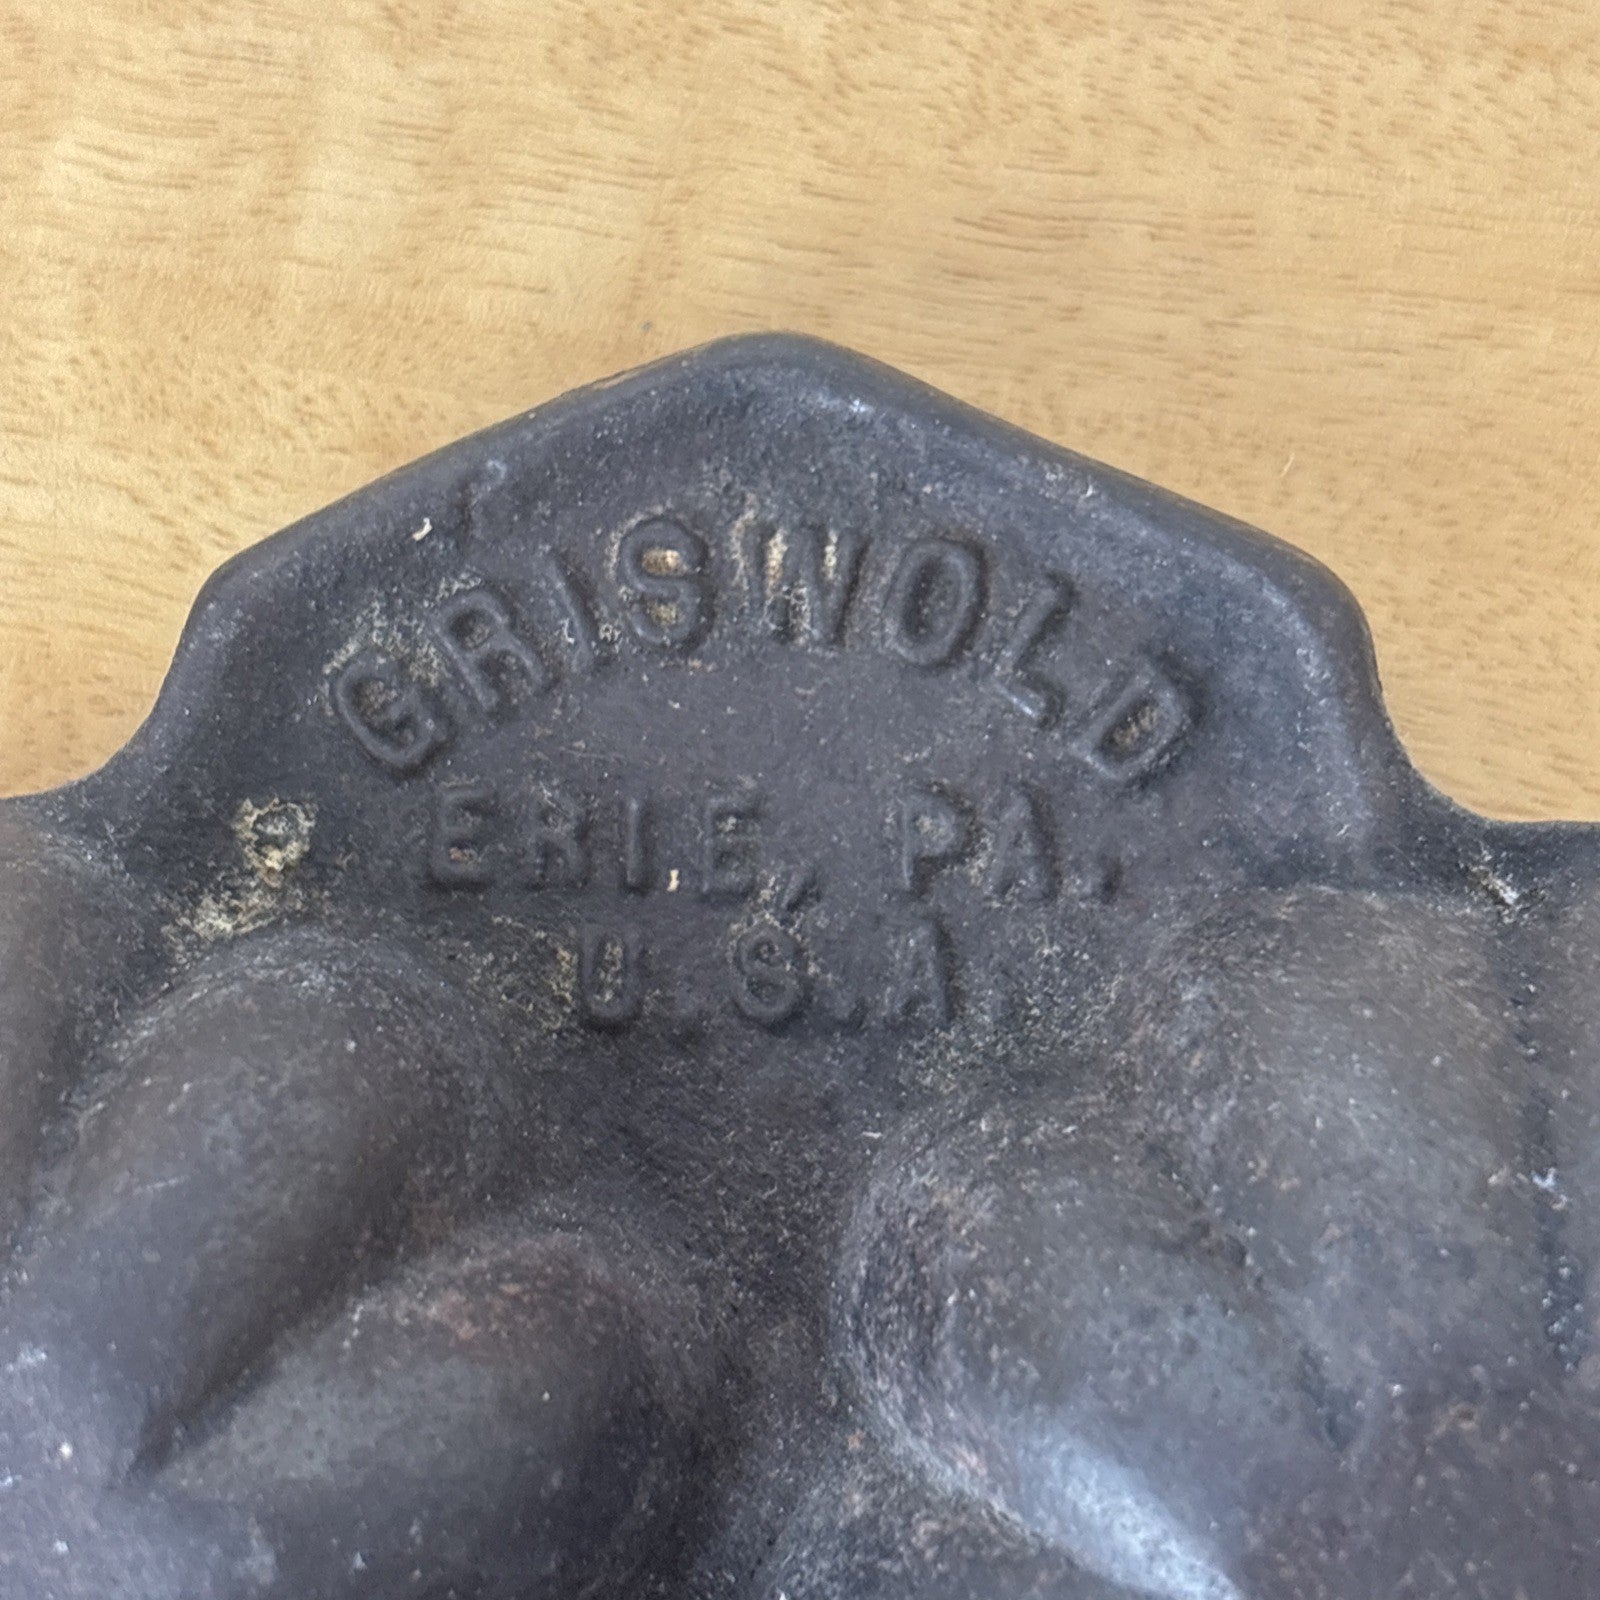 GRISWOLD
ERIE, PA.
U.S.A.